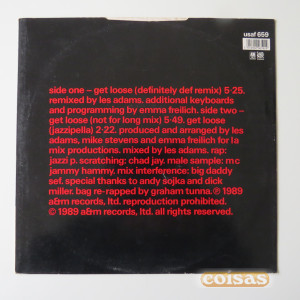 usaf 659
side one – get loose (definitely def remix) 5·25.
remixed by les adams. additional keyboards
and programming by emma freilich. side two –
get loose (not for long mix) 5·49. get loose
(jazzipella) 2·22. produced and arranged by les
adams, mike stevens and emma freilich for la
mix productions. mixed by les adams. rap:
jazzi p. scratching: chad jay. male sample: mc
jammy hammy. mix interference: big daddy
sef. special thanks to andy sojka and dick
miller. bag re-rapped by graham tunna. ℗ 1989
a&m records, ltd. reproduction prohibited.
© 1989 a&m records, ltd. all rights reserved.
coisas